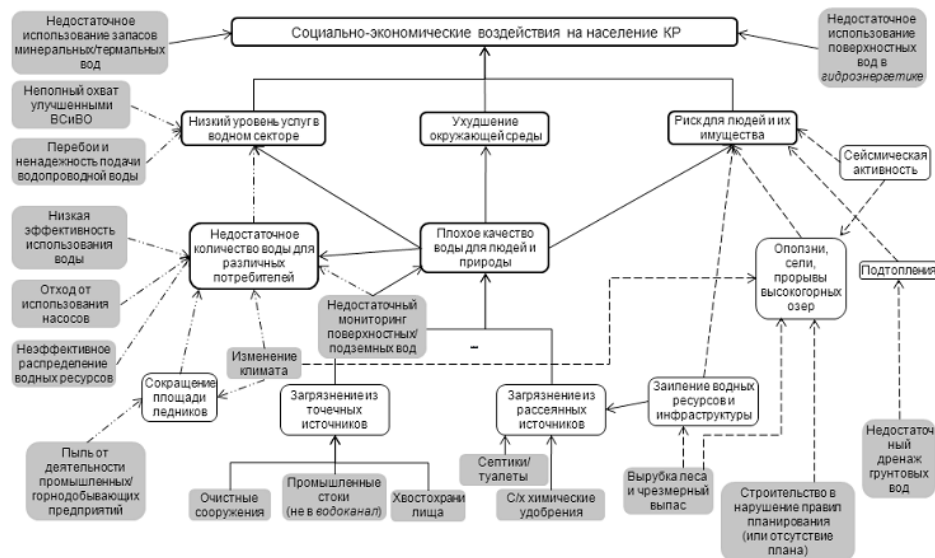 Недостаточное
использование запасов
минеральных/термальных
вод
Социально-экономические воздействия на население КР
Недостаточное
использование
поверхностных
вод в
гидроэнергетике
Неполный охват
улучшенными
ВСиВО
Низкий уровень услуг в
водном секторе
Ухудшение
окружающей среды
Риск для людей и их
имущества
Перебои и
ненадежность подачи
водопроводной воды
Сейсмическая
активность
Низкая
эффективность
использования
воды
Недостаточное
количество воды для
различных
потребителей
Плохое качество
воды для людей и
природы
Оползни,
сели,
прорывы
высокогорных
озер
Подтопления
Отход от
использования
насосов
Недостаточный
мониторинг
поверхностных/
подземных вод
...
Неэффективное
распределение
водных ресурсов
Изменение
климата
Сокращение
площади
ледников
Загрязнение из
точечных
источников
Загрязнение из
рассеянных
источников
Заиление водных
ресурсов и
инфраструктуры
Пыль от
деятельности
промышленных/
горнодобывающих
предприятий
Очистные
сооружения
Промышленные
стоки
(не в водоканал)
Хвостохрани
лища
Септики/
туалеты
С/х химические
удобрения
Вырубка леса
и чрезмерный
выпас
Строительство в
нарушение правил
планирования
(или отсутствие
плана)
Недостаточ
ный
дренаж
грунтовых
вод